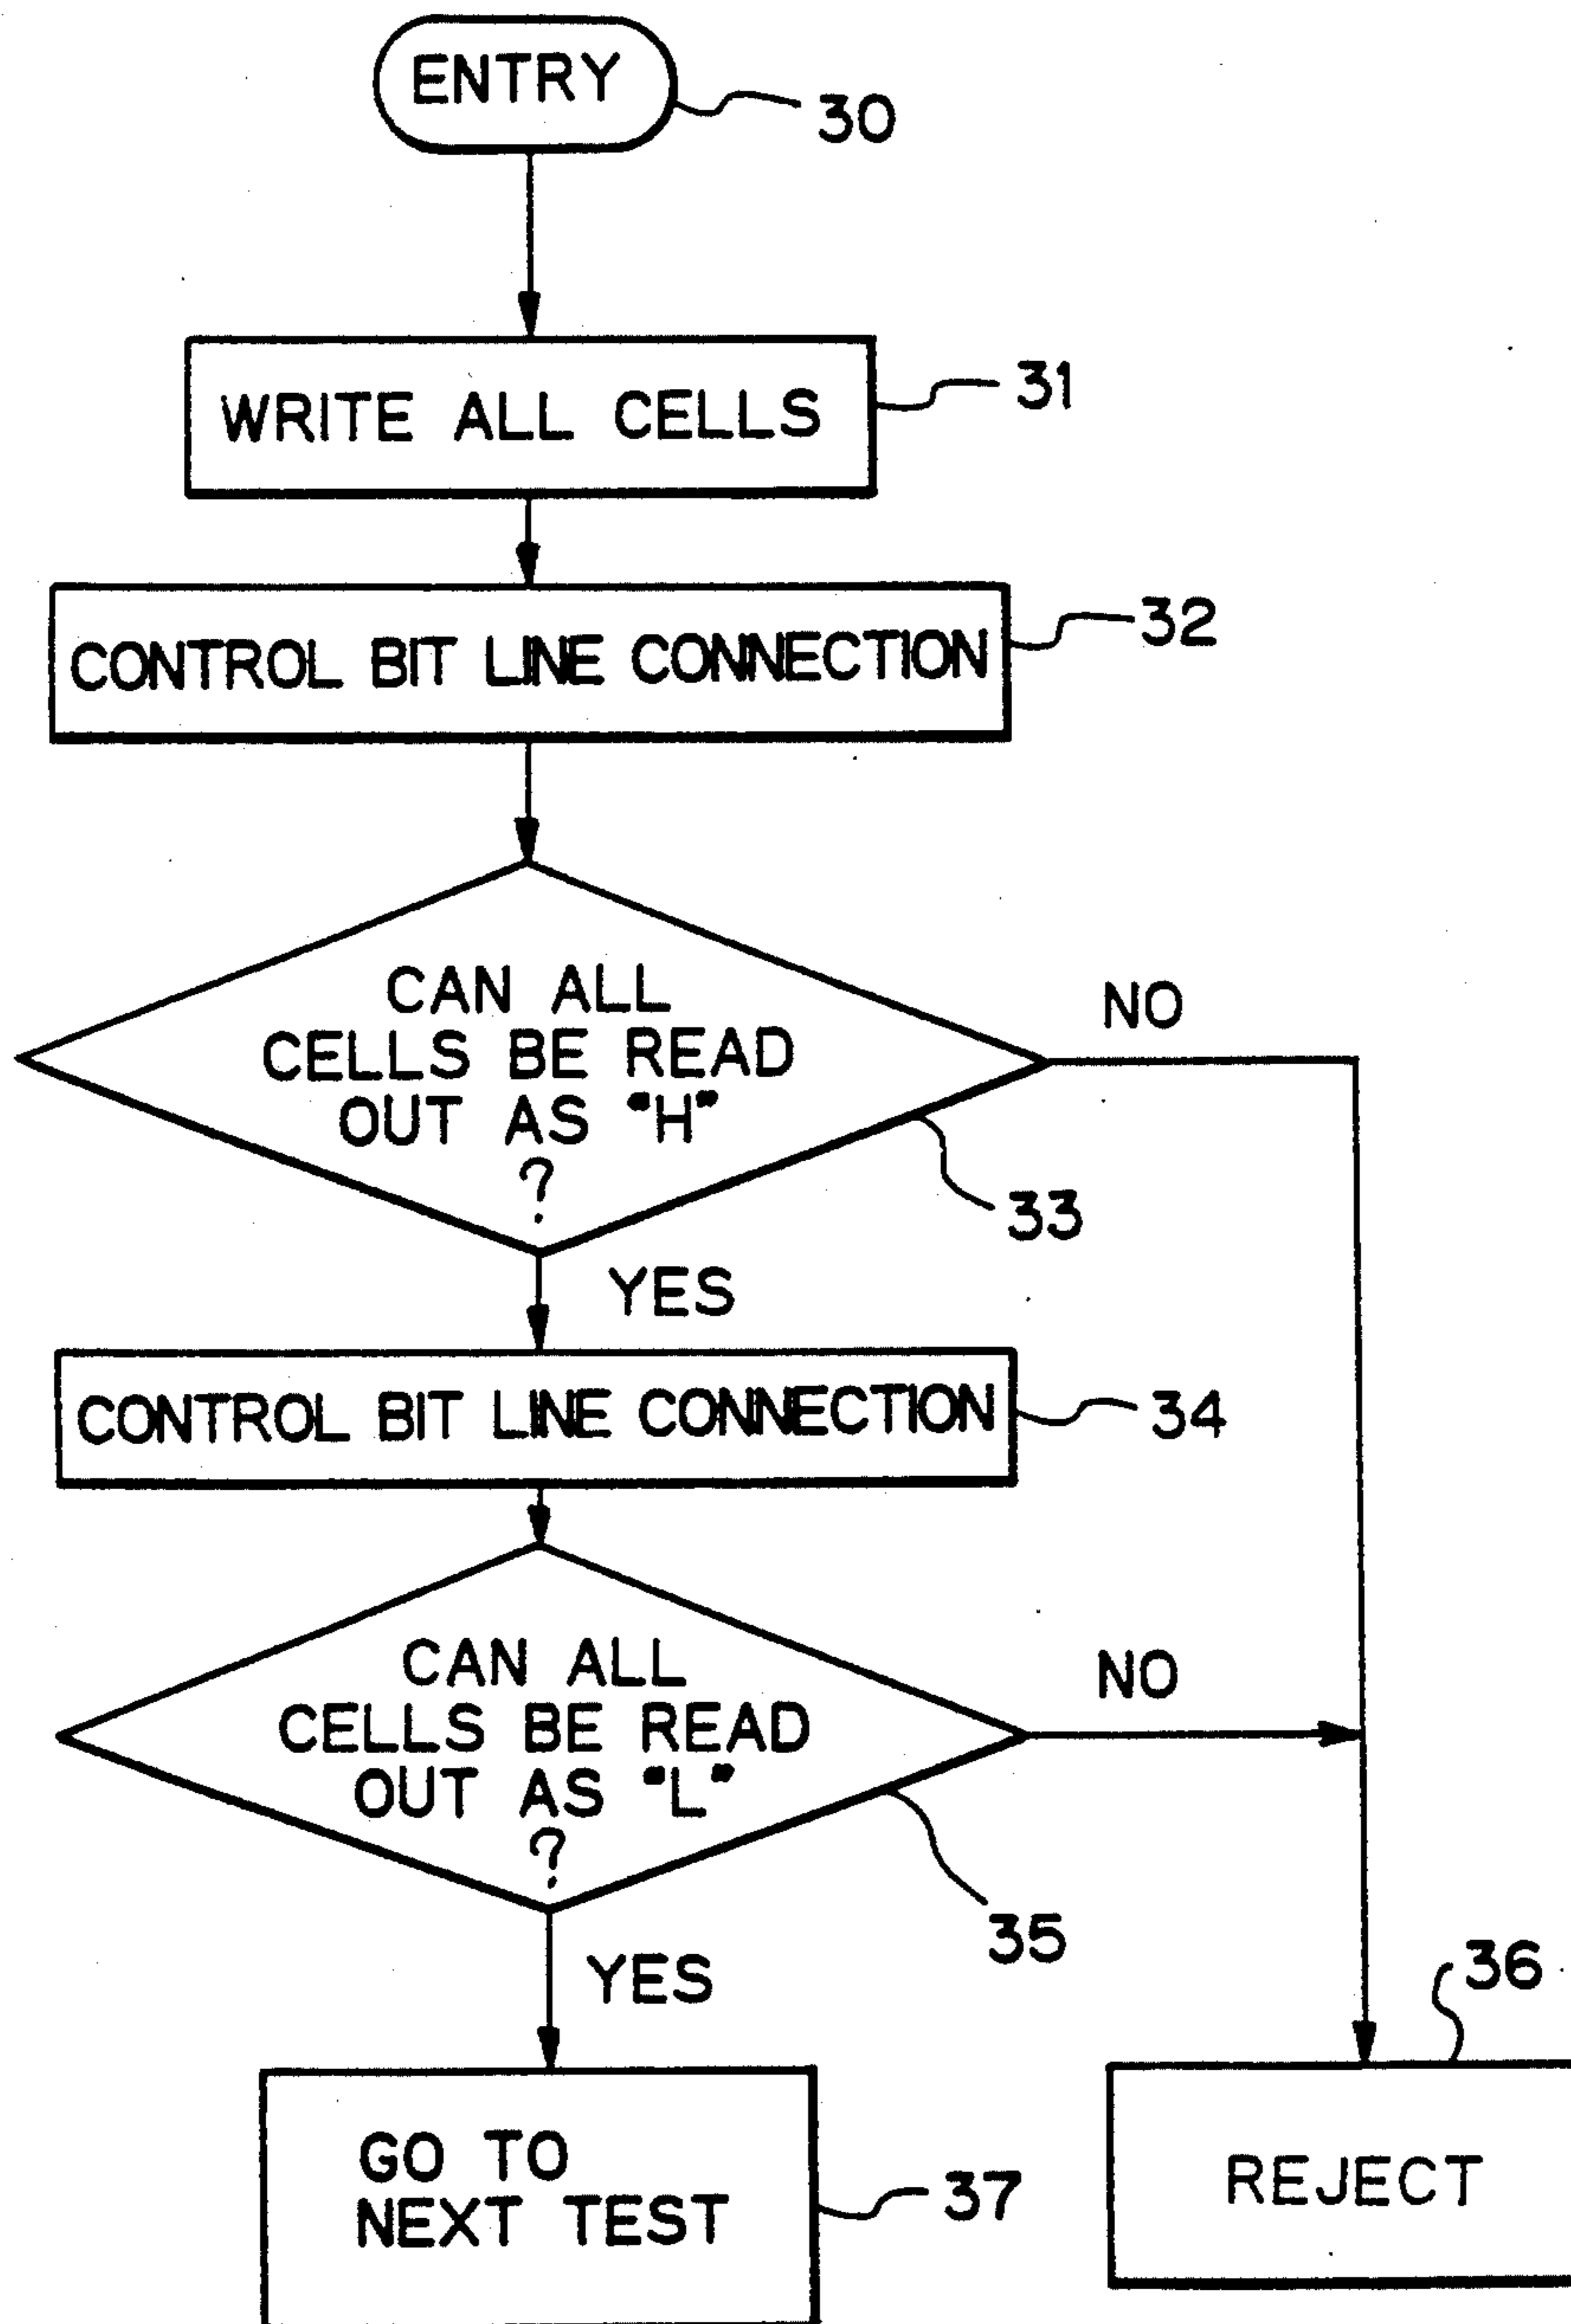 ENTRY
30
WRITE ALL CELLS
31
CONTROL BIT LINE CONNECTION
32
CAN ALL
CELLS BE READ
OUT AS "H"
?
NO
33
YES
CONTROL BIT LINE CONNECTION
34
CAN ALL
CELLS BE READ
OUT AS "L"
?
NO
35
YES
36
GO TO
NEXT TEST
37
REJECT